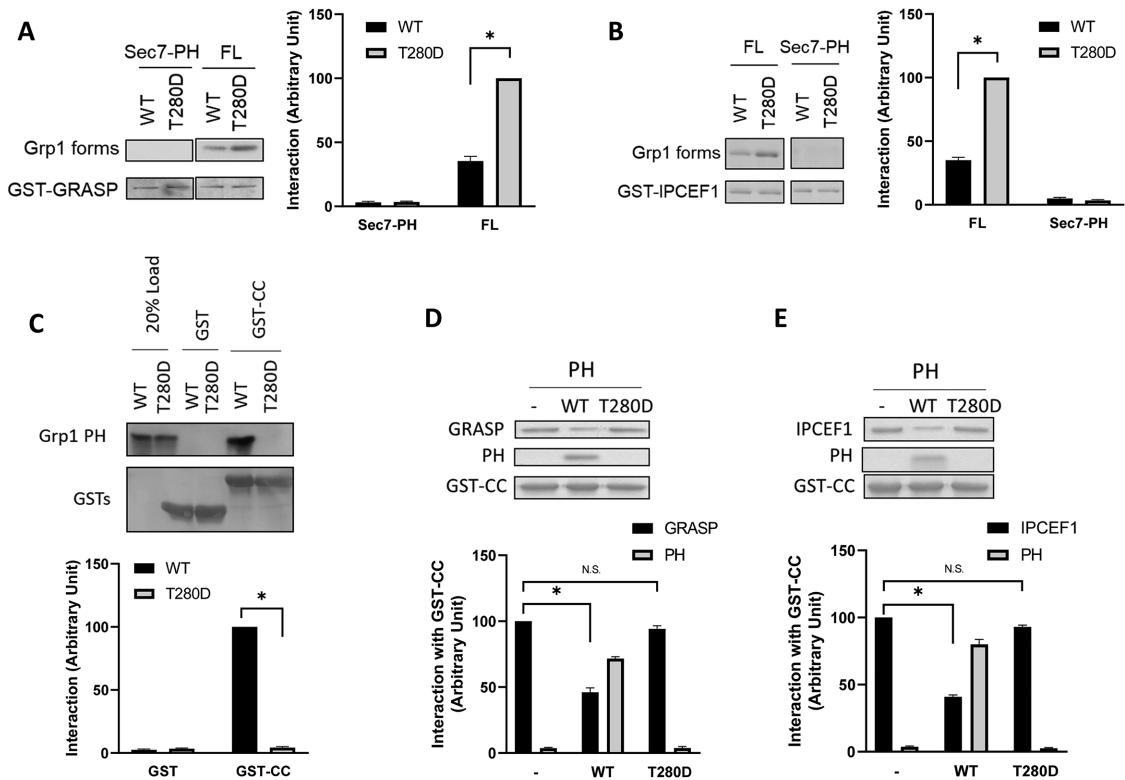 A
Sec7-PH FL
WT T280D WT T280D
Grp1 forms
GST-GRASP
Interaction (Arbitrary Unit)
150
100
50
0
WT
T280D
*
Sec7-PH FL
B
FL Sec7-PH
WT T280D WT T280D
Grp1 forms
GST-IPCEF1
Interaction (Arbitrary Unit)
150
100
50
0
WT
T280D
*
FL Sec7-PH
C
20% Load GST GST-CC
WT T280D WT T280D WT T280D
Grp1 PH
GSTs
Interaction (Arbitrary Unit)
150
100
50
0
WT
T280D
*
GST GST-CC
D
PH
- WT T280D
GRASP
PH
GST-CC
GRASP
PH
Interaction with GST-CC
(Arbitrary Unit)
150
100
50
0
N.S.
*
- WT T280D
E
PH
- WT T280D
IPCEF1
PH
GST-CC
IPCEF1
PH
Interaction with GST-CC
(Arbitrary Unit)
150
100
50
0
N.S.
*
- WT T280D